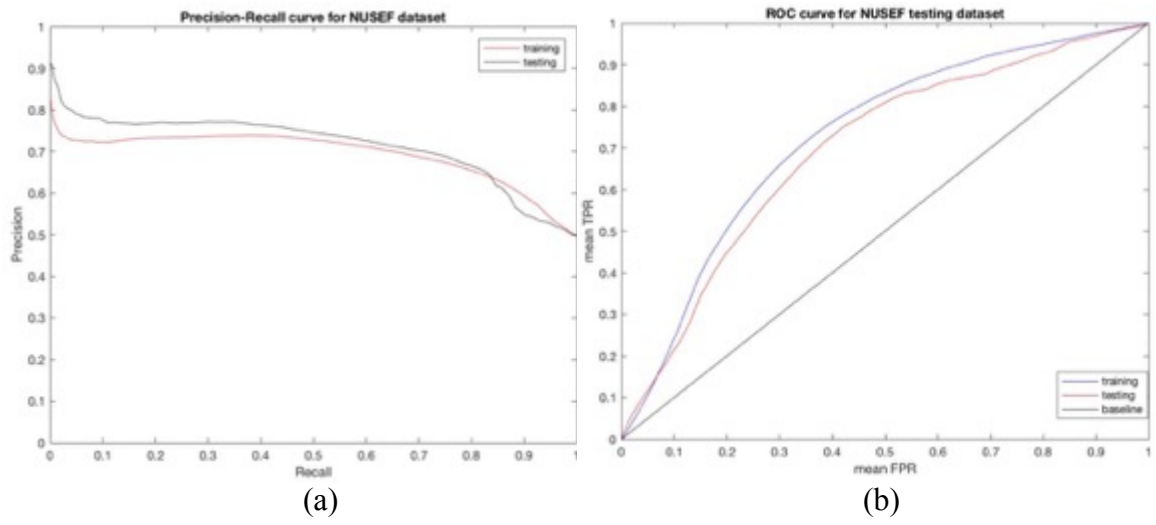 Precision-Recall curve for NUSEF dataset
training
testing
1
0.9
0.8
0.7
0.6
0.5
0.4
0.3
0.2
0.1
0
Precision
0 0.1 0.2 0.3 0.4 0.5 0.6 0.7 0.8 0.9 1
Recall
(a)
ROC curve for NUSEF testing dataset
1
0.9
0.8
0.7
0.6
0.5
0.4
0.3
0.2
0.1
0
mean TPR
training
testing
baseline
0 0.1 0.2 0.3 0.4 0.5 0.6 0.7 0.8 0.9 1
mean FPR
(b)